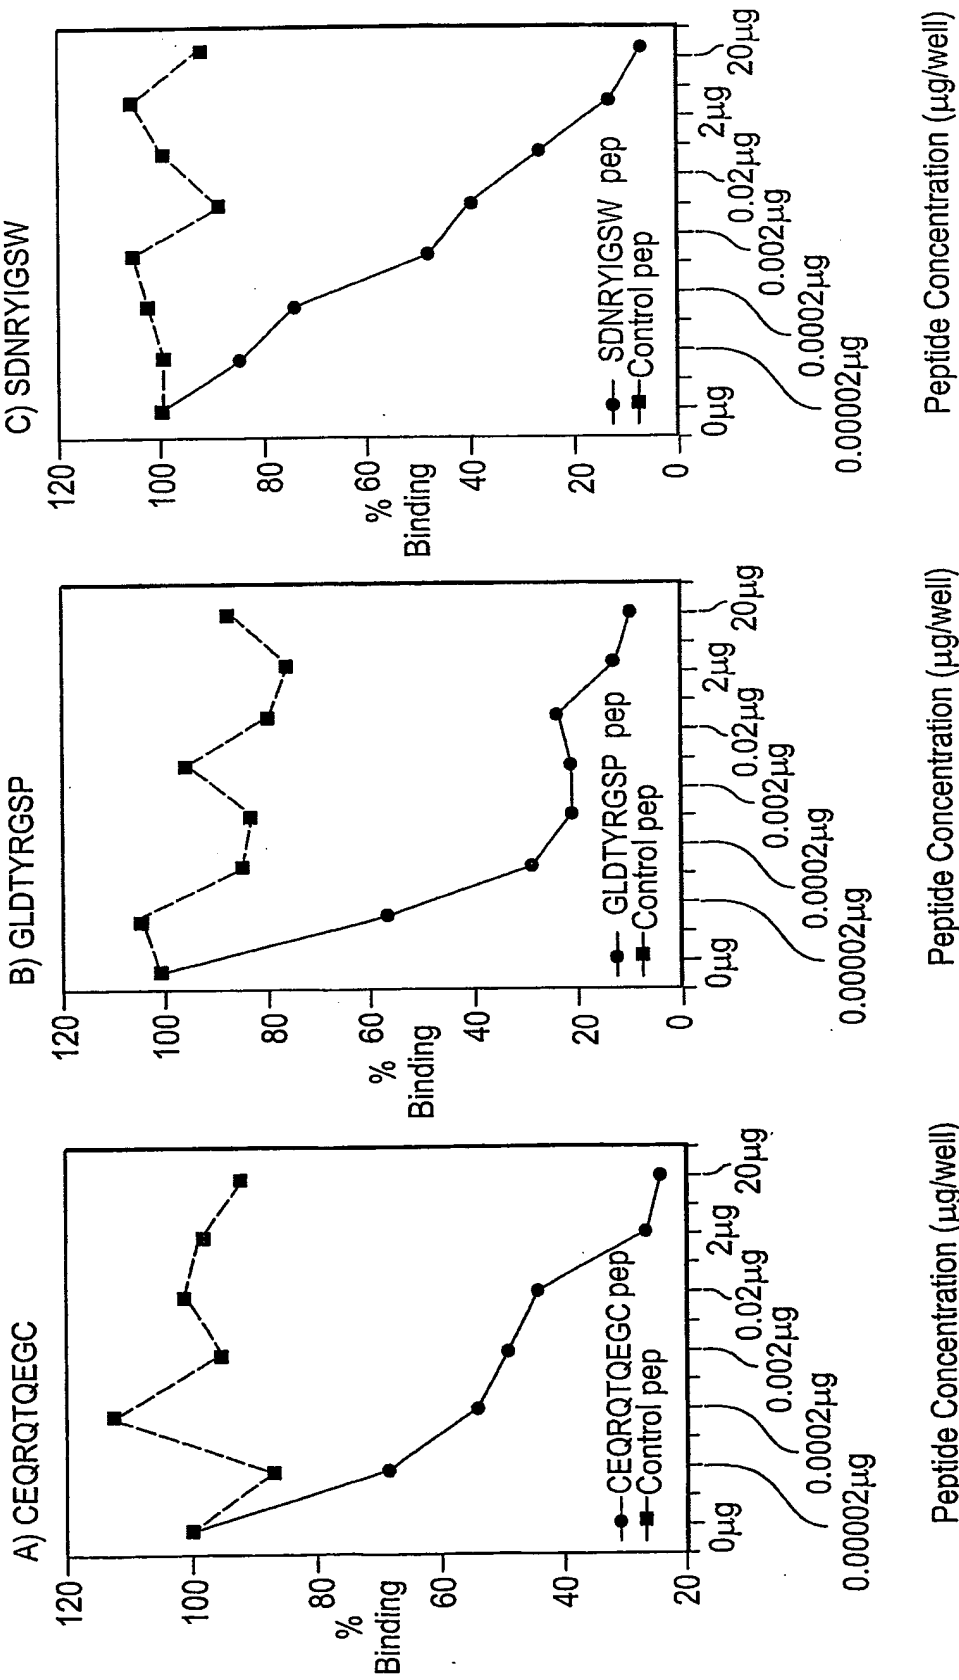 A) CEQRQTQEGC
120
100
80
60
40
20
%
Binding
CEQRQTQEGC pep
Control pep
0µg
0.00002µg
0.0002µg
0.002µg
0.02µg
2µg
20µg
Peptide Concentration (µg/well)
B) GLDTYRGSP
120
100
80
60
40
20
0
%
Binding
GLDTYRGSP pep
Control pep
0µg
0.00002µg
0.0002µg
0.002µg
0.02µg
2µg
20µg
Peptide Concentration (µg/well)
C) SDNRYIGSW
120
100
80
60
40
20
0
%
Binding
SDNRYIGSW pep
Control pep
0µg
0.00002µg
0.0002µg
0.002µg
0.02µg
2µg
20µg
Peptide Concentration (µg/well)